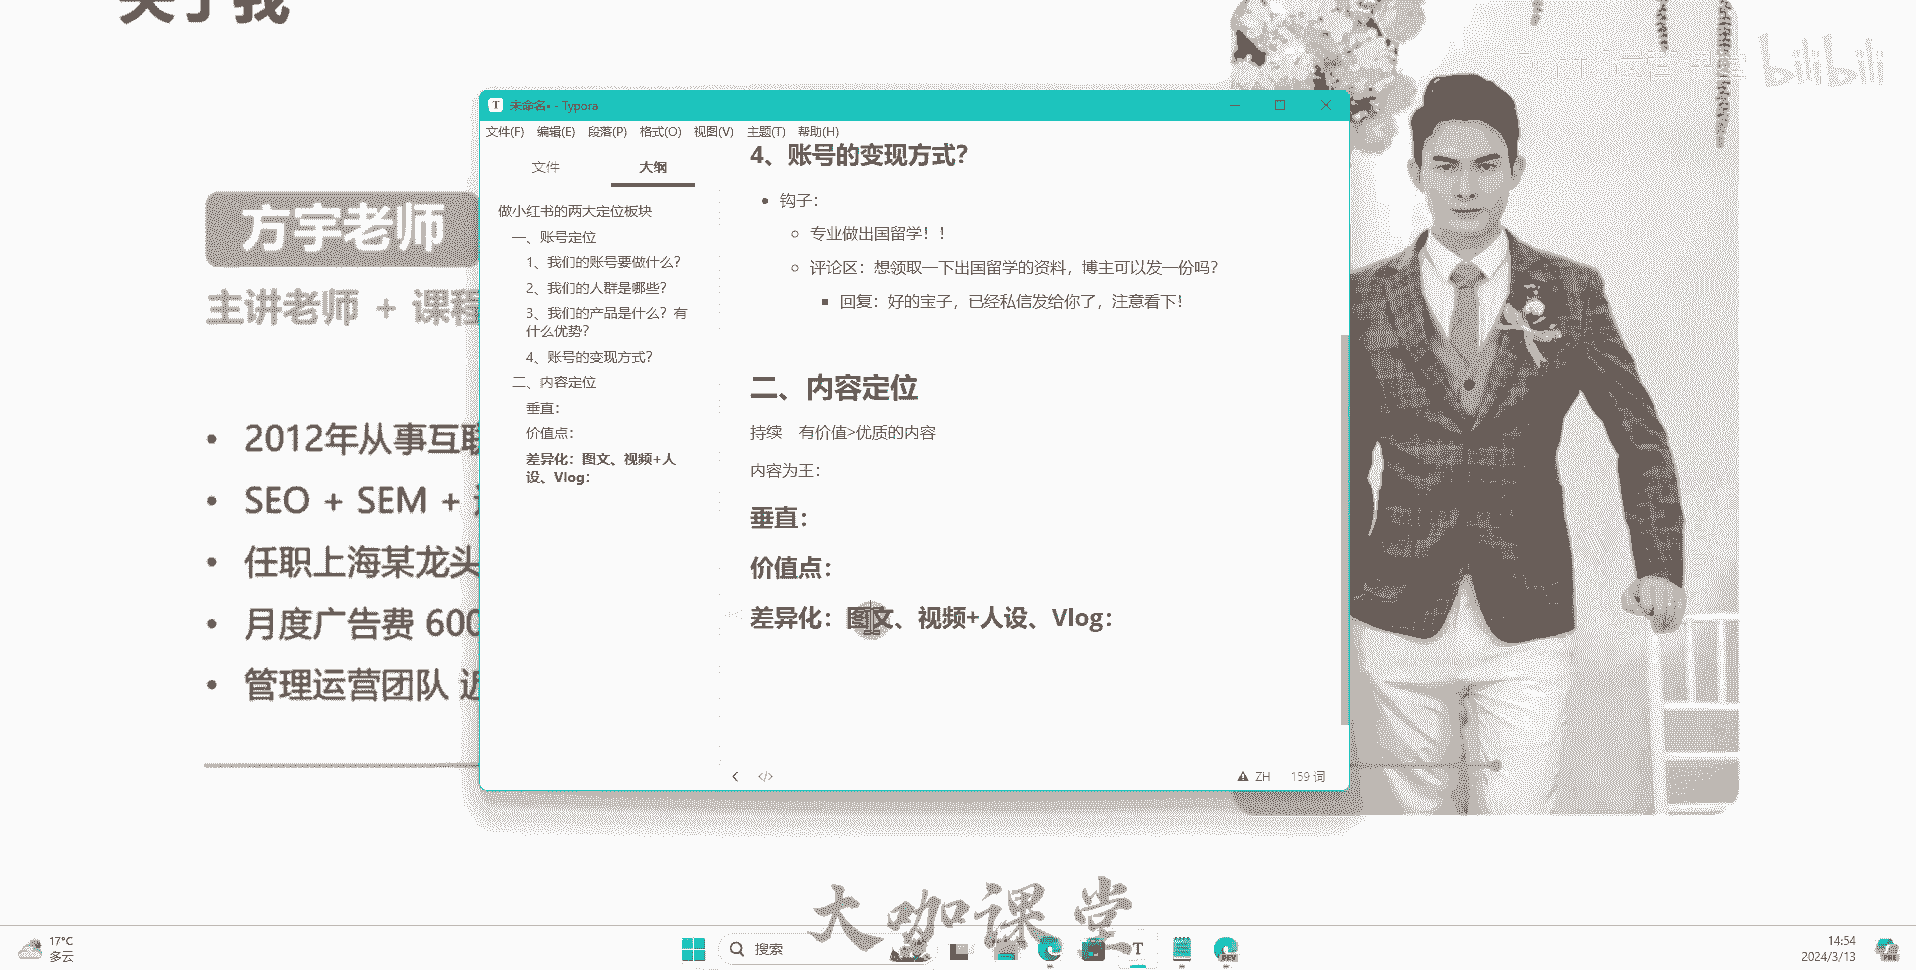 关于我
bilibili
方宇老师
主讲老师 + 课程
2012年从事互联
SEO + SEM +
任职上海某龙头
月度广告费 600
管理运营团队 近
未命名• - Typora
文件(F) 编辑(E) 段落(P) 格式(O) 视图(V) 主题(T) 帮助(H)
文件 大纲
做小红书的两大定位板块
一、账号定位
1、我们的账号要做什么?
2、我们的人群是哪些?
3、我们的产品是什么? 有
什么优势?
4、账号的变现方式?
二、内容定位
垂直:
价值点:
差异化: 图文、视频+人
设、Vlog:
4、账号的变现方式?
钩子:
专业做出国留学! !
评论区: 想领取一下出国留学的资料, 博主可以发一份吗?
回复: 好的宝子, 已经私信发给你了, 注意看下!
二、内容定位
持续 有价值>优质的内容
内容为王:
垂直:
价值点:
差异化: 图文、视频+人设、Vlog:
ZH 159 词
大咖课堂
17°C
多云
搜索
T
DEV
14:54
2024/3/13
PRE